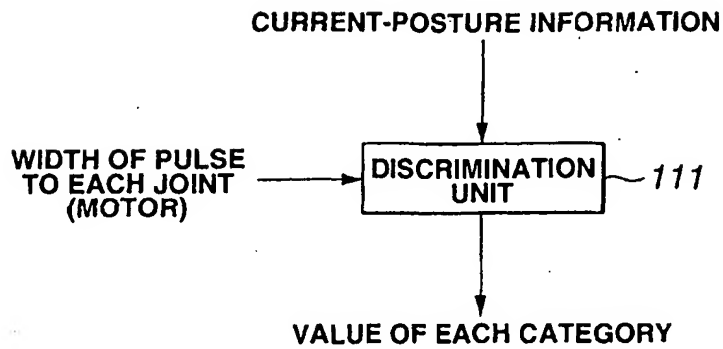 CURRENT-POSTURE INFORMATION
WIDTH OF PULSE
TO EACH JOINT
(MOTOR)
DISCRIMINATION
UNIT
111
VALUE OF EACH CATEGORY